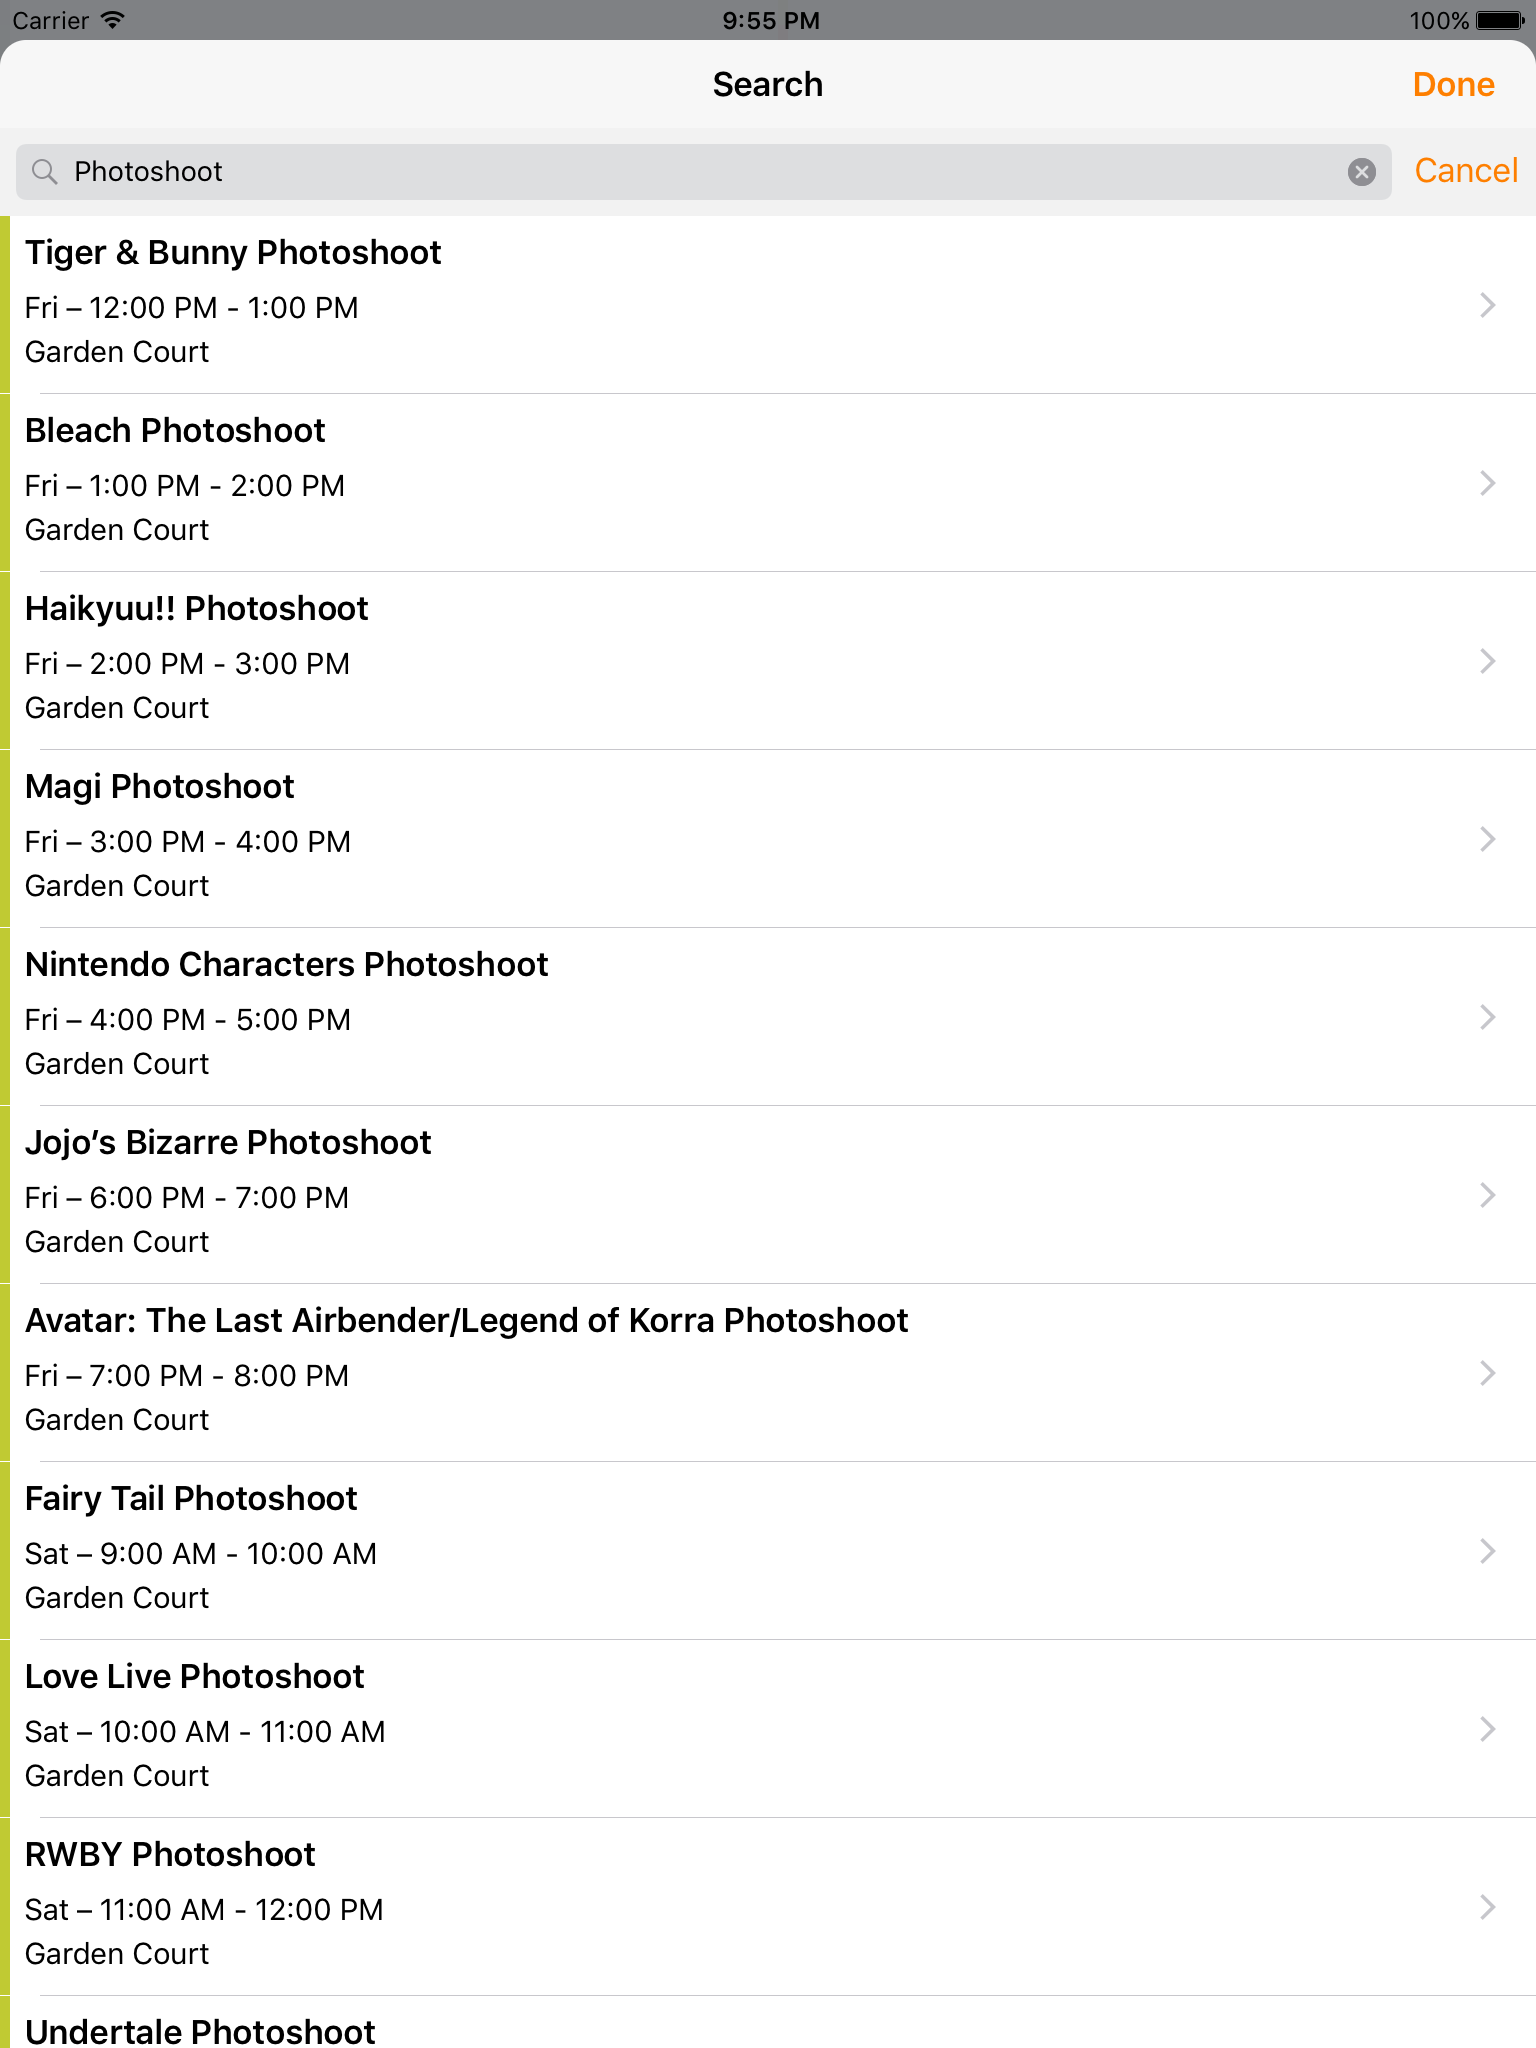 Carrier 9:55 PM 100%
Search Done
Photoshoot Cancel
Tiger & Bunny Photoshoot
Fri – 12:00 PM - 1:00 PM
Garden Court
Bleach Photoshoot
Fri – 1:00 PM - 2:00 PM
Garden Court
Haikyuu!! Photoshoot
Fri – 2:00 PM - 3:00 PM
Garden Court
Magi Photoshoot
Fri – 3:00 PM - 4:00 PM
Garden Court
Nintendo Characters Photoshoot
Fri – 4:00 PM - 5:00 PM
Garden Court
Jojo’s Bizarre Photoshoot
Fri – 6:00 PM - 7:00 PM
Garden Court
Avatar: The Last Airbender/Legend of Korra Photoshoot
Fri – 7:00 PM - 8:00 PM
Garden Court
Fairy Tail Photoshoot
Sat – 9:00 AM - 10:00 AM
Garden Court
Love Live Photoshoot
Sat – 10:00 AM - 11:00 AM
Garden Court
RWBY Photoshoot
Sat – 11:00 AM - 12:00 PM
Garden Court
Undertale Photoshoot